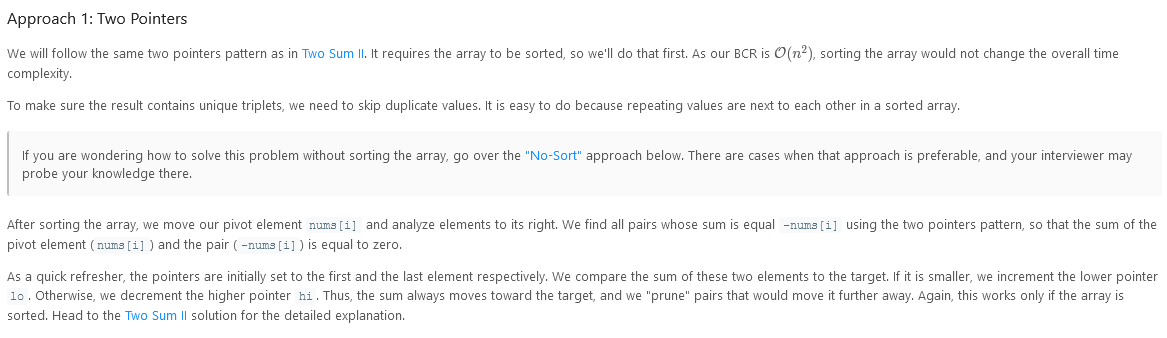 Approach 1: Two Pointers
We will follow the same two pointers pattern as in Two Sum II. It requires the array to be sorted, so we'll do that first. As our BCR is O(n²), sorting the array would not change the overall time
complexity.
To make sure the result contains unique triplets, we need to skip duplicate values. It is easy to do because repeating values are next to each other in a sorted array.
If you are wondering how to solve this problem without sorting the array, go over the "No-Sort" approach below. There are cases when that approach is preferable, and your interviewer may
probe your knowledge there.
After sorting the array, we move our pivot element nums[i] and analyze elements to its right. We find all pairs whose sum is equal -nums[i] using the two pointers pattern, so that the sum of the
pivot element ( nums[i] ) and the pair ( -nums[i] ) is equal to zero.
As a quick refresher, the pointers are initially set to the first and the last element respectively. We compare the sum of these two elements to the target. If it is smaller, we increment the lower pointer
lo . Otherwise, we decrement the higher pointer hi . Thus, the sum always moves toward the target, and we "prune" pairs that would move it further away. Again, this works only if the array is
sorted. Head to the Two Sum II solution for the detailed explanation.